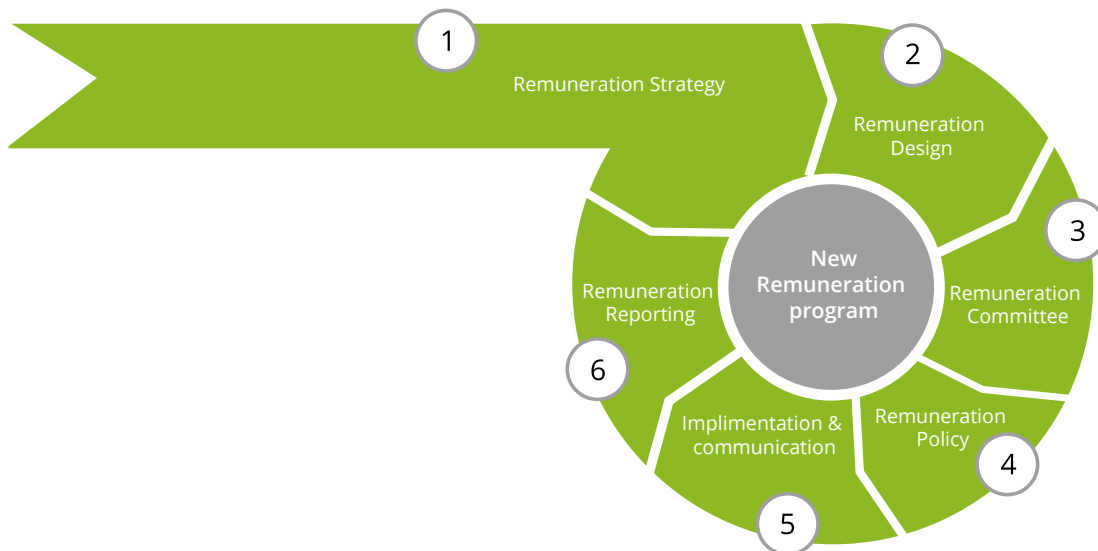 1
Remuneration Strategy
2
Remuneration
Design
3
Remuneration
Committee
4
Remuneration
Policy
5
Implimentation &
communication
6
Remuneration
Reporting
New
Remuneration
program